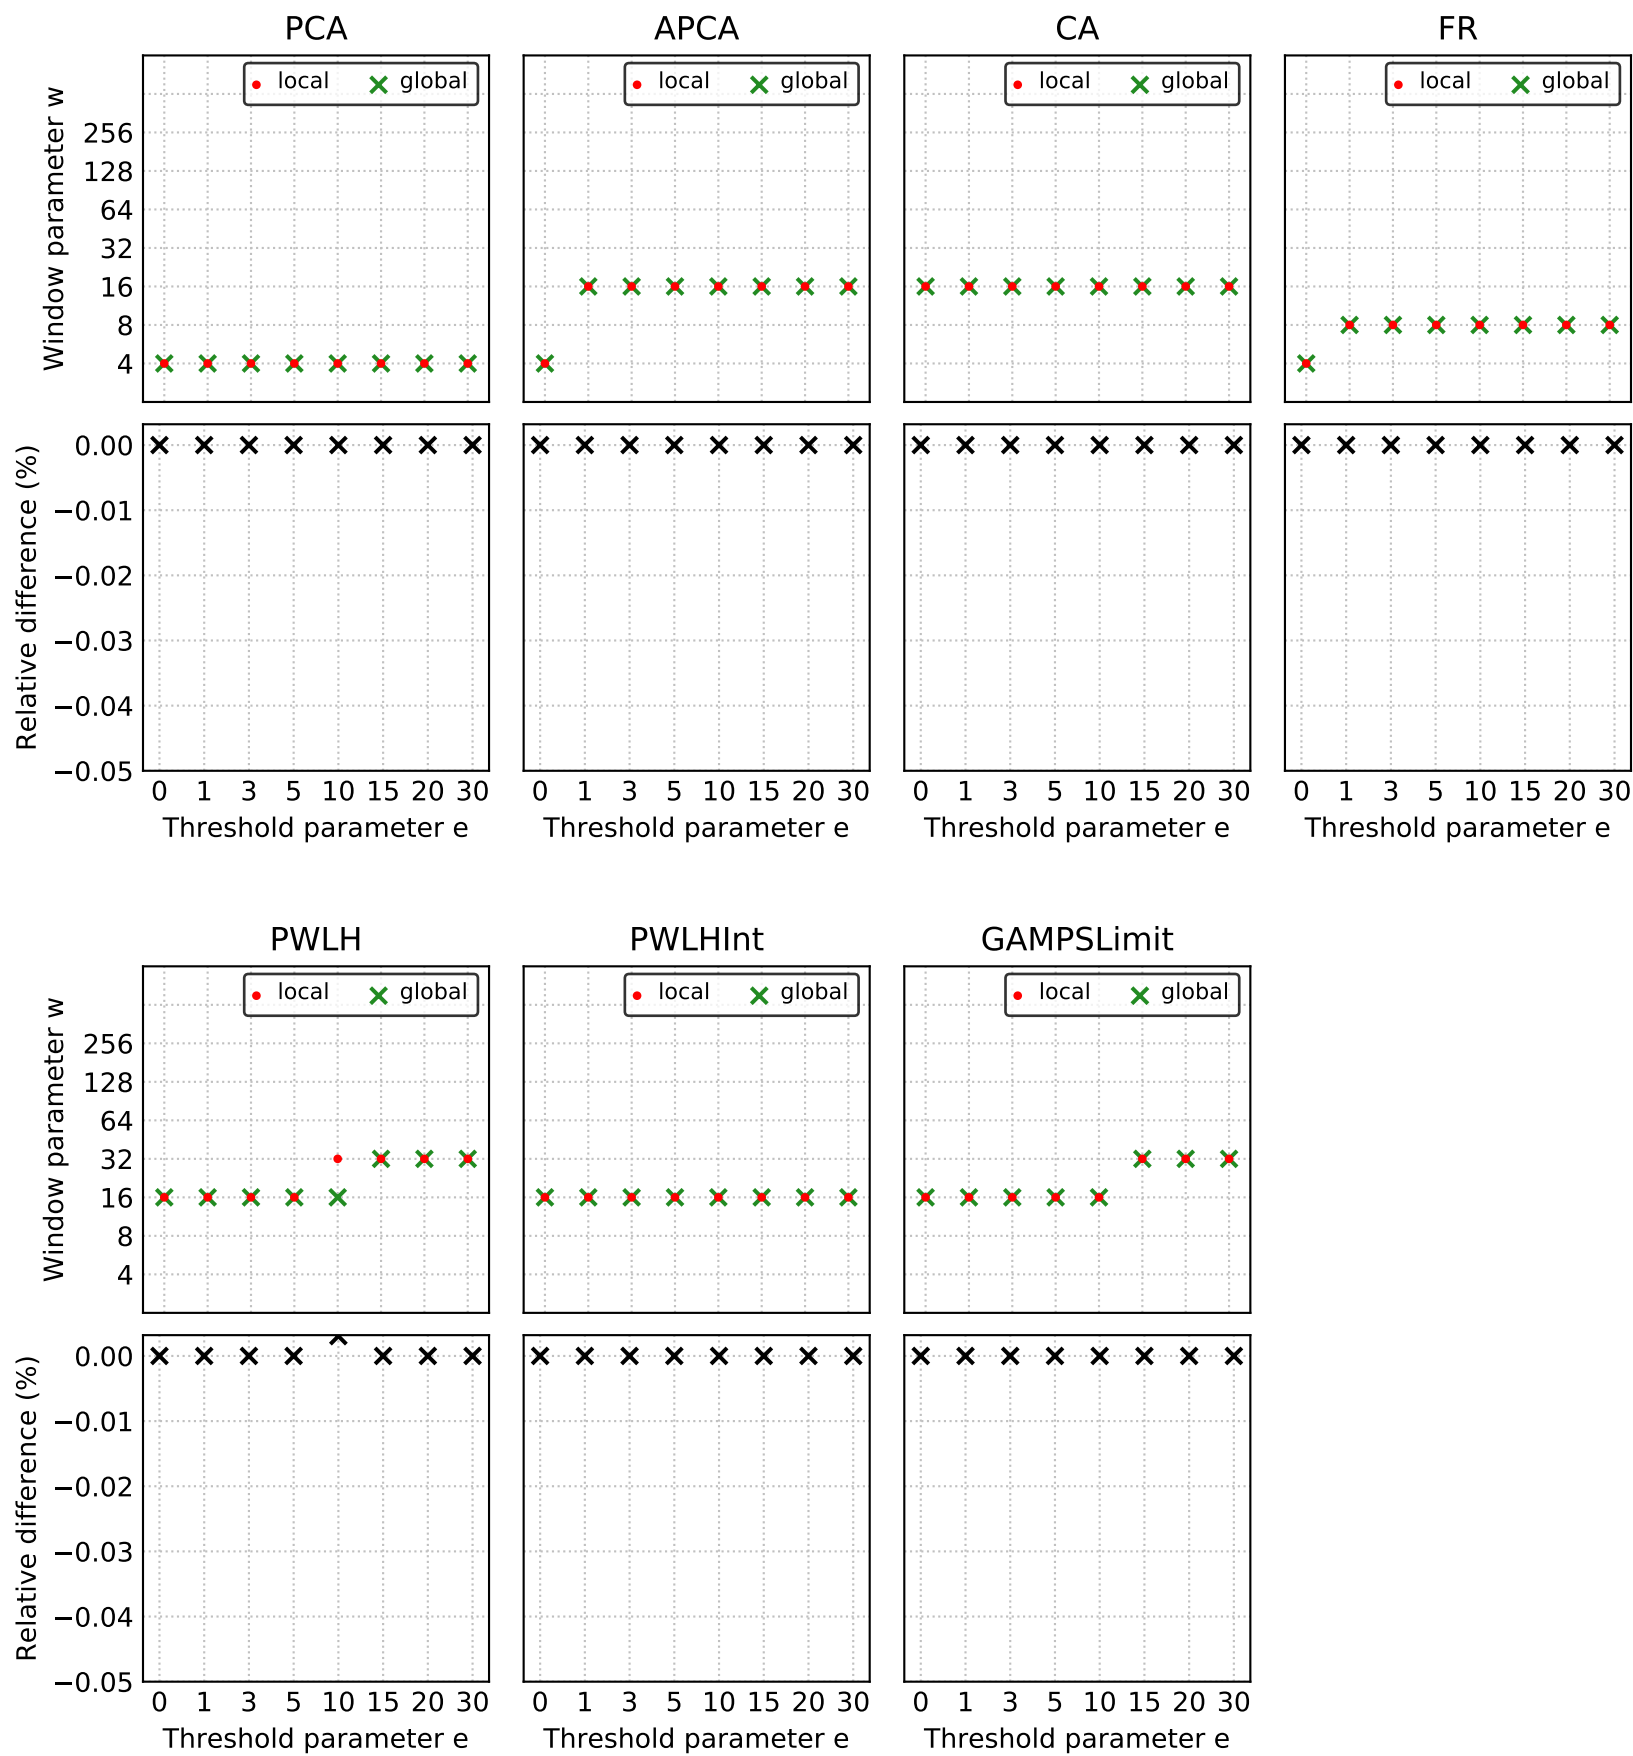 PCA
APCA
CA
FR
local global
local global
local global
local global
Window parameter w
256
128
64
32
16
8
4
Relative difference (%)
0.00
−0.01
−0.02
−0.03
−0.04
−0.05
0 1 3 5 10 15 20 30
0 1 3 5 10 15 20 30
0 1 3 5 10 15 20 30
0 1 3 5 10 15 20 30
Threshold parameter e
Threshold parameter e
Threshold parameter e
Threshold parameter e
PWLH
PWLHInt
GAMPSLimit
local global
local global
local global
Window parameter w
256
128
64
32
16
8
4
Relative difference (%)
0.00
−0.01
−0.02
−0.03
−0.04
−0.05
0 1 3 5 10 15 20 30
0 1 3 5 10 15 20 30
0 1 3 5 10 15 20 30
Threshold parameter e
Threshold parameter e
Threshold parameter e